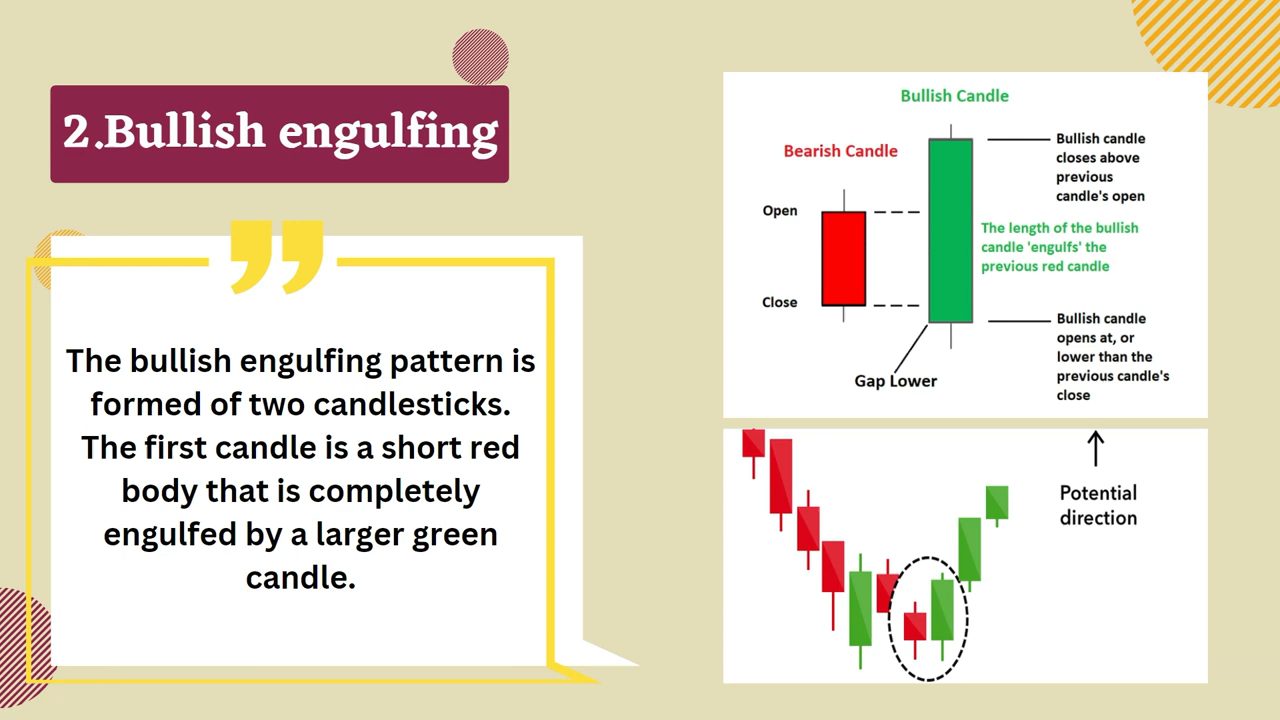 2.Bullish engulfing
The bullish engulfing pattern is
formed of two candlesticks.
The first candle is a short red
body that is completely
engulfed by a larger green
candle.
Bullish Candle
Bearish Candle
Open
Close
Bullish candle
closes above
previous
candle's open
The length of the bullish
candle 'engulfs' the
previous red candle
Bullish candle
opens at, or
lower than the
previous candle's
close
Gap Lower
Potential
direction